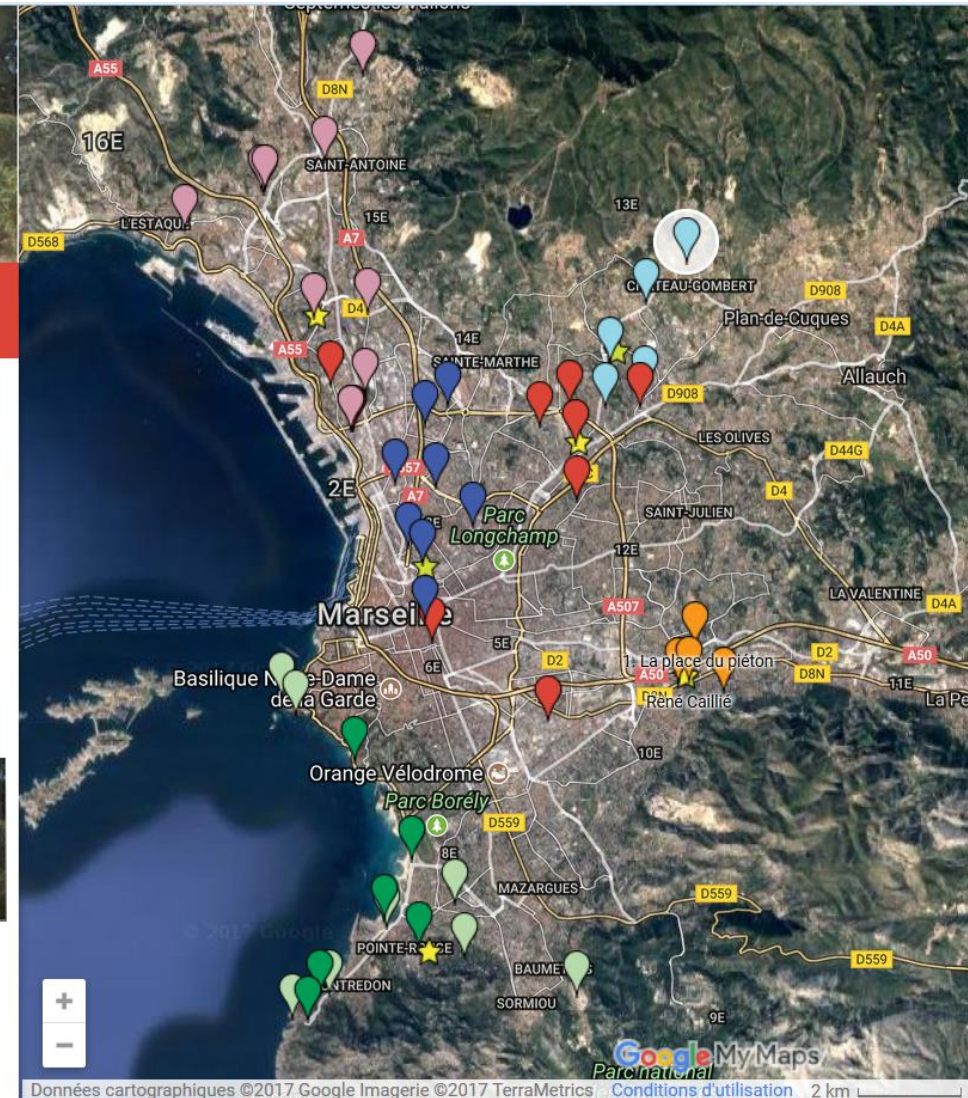 A55
D8N
16E
SAINT-ANTOINE
13E
L'ESTAQU..
15E
D568
A7
D908
Plan-de-Cuques
D4
D4A
14E
A55
SAINTE-MARTHE
Allauch
D908
LES OLIVES
D44G
2E
A7
D4
Parc
Longchamp
SAINT-JULIEN
12E
LA VALENTINE
A507
D4A
Marseille
5E
6E
D2
1. La place du piéton
D2
A50
Basilique Notre-Dame
de la Garde
A50
D8N
11E
René Caillié
10E
Orange Vélodrome
Parc Borély
D559
8E
MAZARGUES
D559
POINTE-ROUGE
D559
BAUMETTES
SORMIOU
9E
Google My Maps
Parc national
Données cartographiques ©2017 Google Imagerie ©2017 TerraMetrics Conditions d'utilisation 2 km